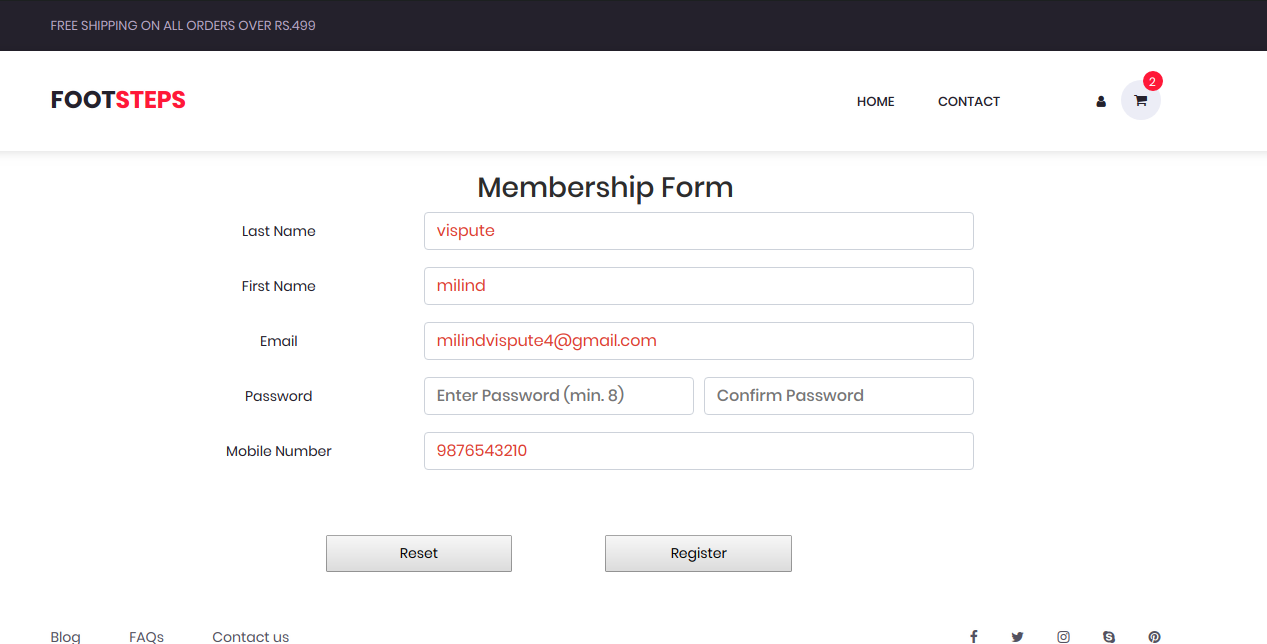 FREE SHIPPING ON ALL ORDERS OVER RS.499
FOOTSTEPS
HOME CONTACT 2
Membership Form
Last Name vispute
First Name milind
Email milindvispute4@gmail.com
Password Enter Password (min. 8) Confirm Password
Mobile Number 9876543210
Reset Register
Blog FAQs Contact us